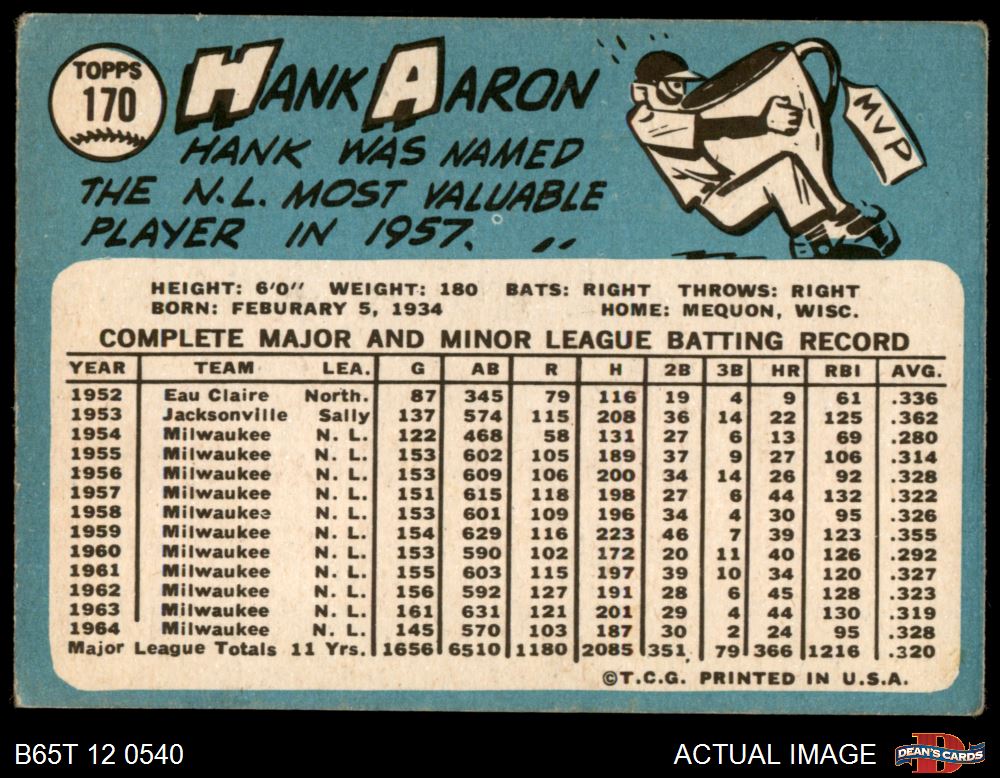 TOPPS
170
HANK AARON
HANK WAS NAMED
THE N.L. MOST VALUABLE
PLAYER IN 1957.
MVP
HEIGHT: 6'0" WEIGHT: 180 BATS: RIGHT THROWS: RIGHT
BORN: FEBURARY 5, 1934 HOME: MEQUON, WISC.
COMPLETE MAJOR AND MINOR LEAGUE BATTING RECORD
YEAR TEAM LEA. G AB R H 2B 3B HR RBI AVG.
1952 Eau Claire North. 87 345 79 116 19 4 9 61 .336
1953 Jacksonville Sally 137 574 115 208 36 14 22 125 .362
1954 Milwaukee N. L. 122 468 58 131 27 6 13 69 .280
1955 Milwaukee N. L. 153 602 105 189 37 9 27 106 .314
1956 Milwaukee N. L. 153 609 106 200 34 14 26 92 .328
1957 Milwaukee N. L. 151 615 118 198 27 6 44 132 .322
1958 Milwaukee N. L. 153 601 109 196 34 4 30 95 .326
1959 Milwaukee N. L. 154 629 116 223 46 7 39 123 .355
1960 Milwaukee N. L. 153 590 102 172 20 11 40 126 .292
1961 Milwaukee N. L. 155 603 115 197 39 10 34 120 .327
1962 Milwaukee N. L. 156 592 127 191 28 6 45 128 .323
1963 Milwaukee N. L. 161 631 121 201 29 4 44 130 .319
1964 Milwaukee N. L. 145 570 103 187 30 2 24 95 .328
Major League Totals 11 Yrs. 1656 6510 1180 2085 351 79 366 1216 .320
©T.C.G. PRINTED IN U.S.A.
B65T 12 0540 ACTUAL IMAGE DEAN'S CARDS